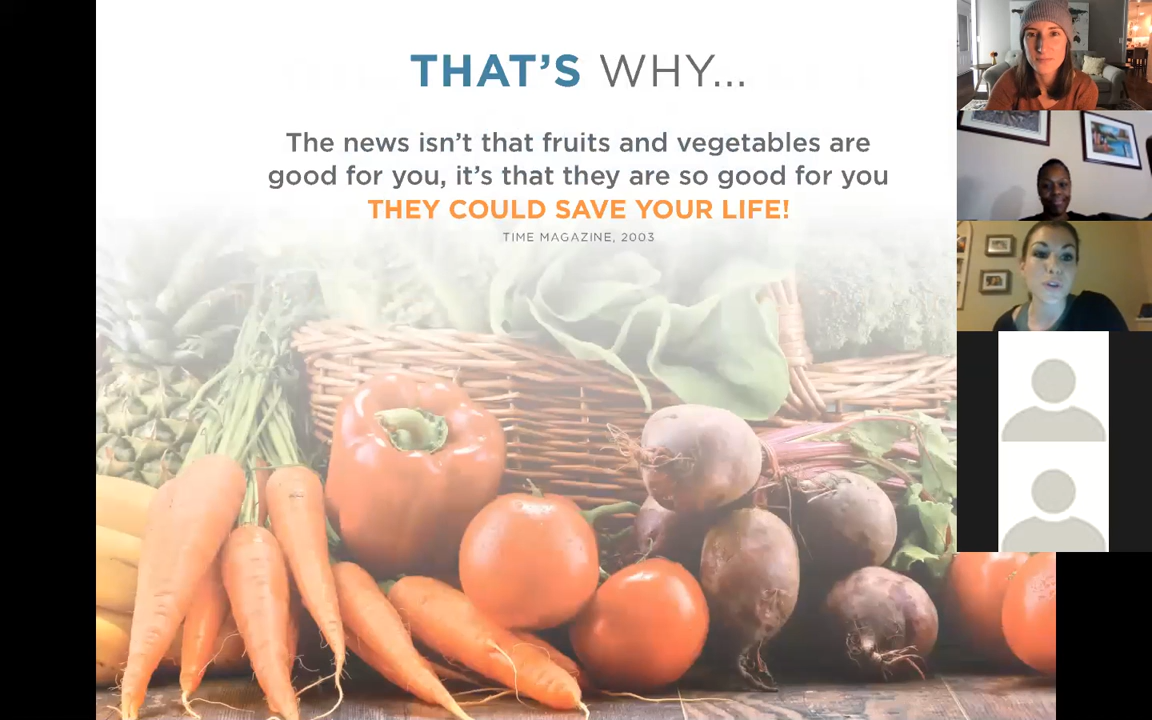 THAT'S WHY...
The news isn't that fruits and vegetables are
good for you, it's that they are so good for you
THEY COULD SAVE YOUR LIFE!
TIME MAGAZINE, 2003